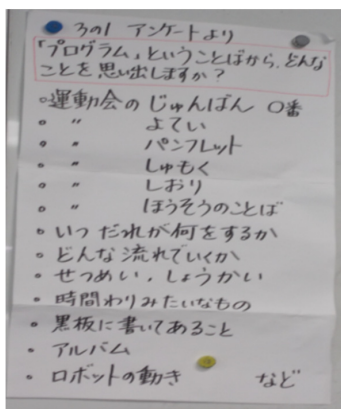 3の1 アンケートより
「プログラム」ということばから、どんな
ことを思い出しますか？
○運動会のじゅんばん ○番
○ 〃 よてい
○ 〃 パンフレット
○ 〃 しゅもく
○ 〃 しおり
○ 〃 ほうそうのことば
○いつだれが何をするか
○どんな流れでいくか
○せつめい、しょうかい
○時間わりみたいなもの
○黒板に書いてあること
○アルバム
○ロボットの動き など